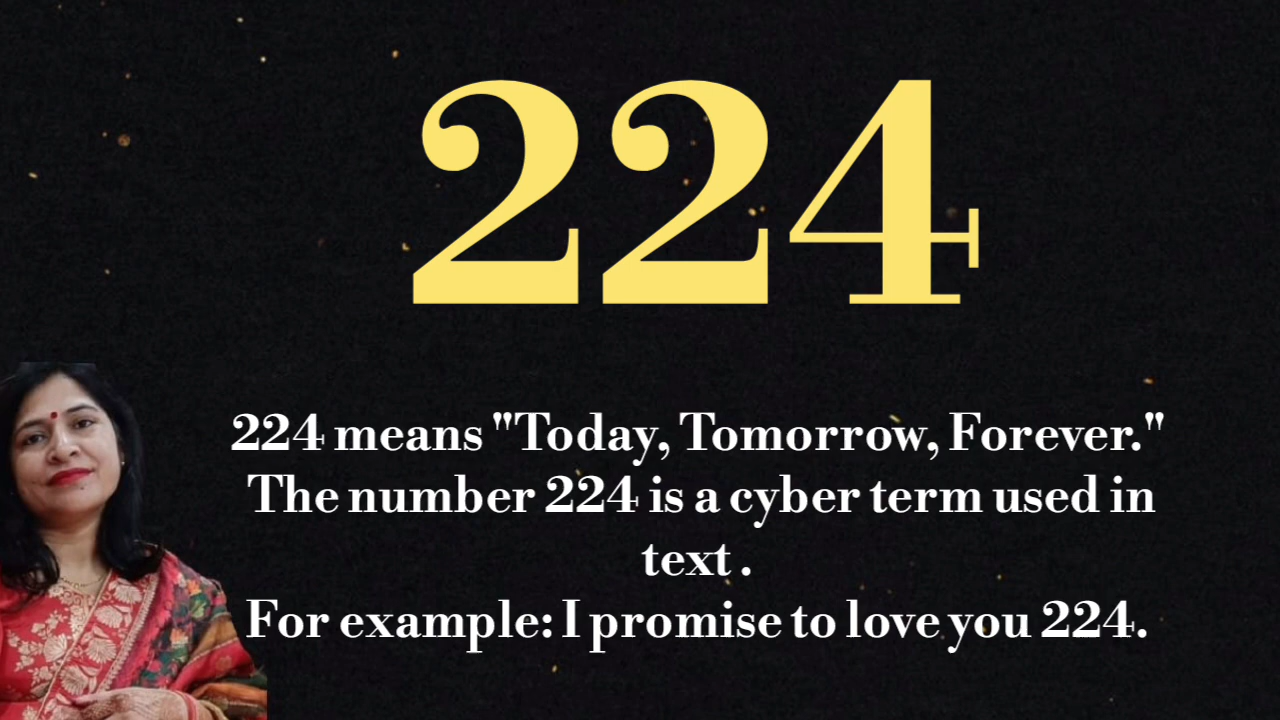 224
224 means "Today, Tomorrow, Forever."
The number 224 is a cyber term used in
text .
For example: I promise to love you 224.